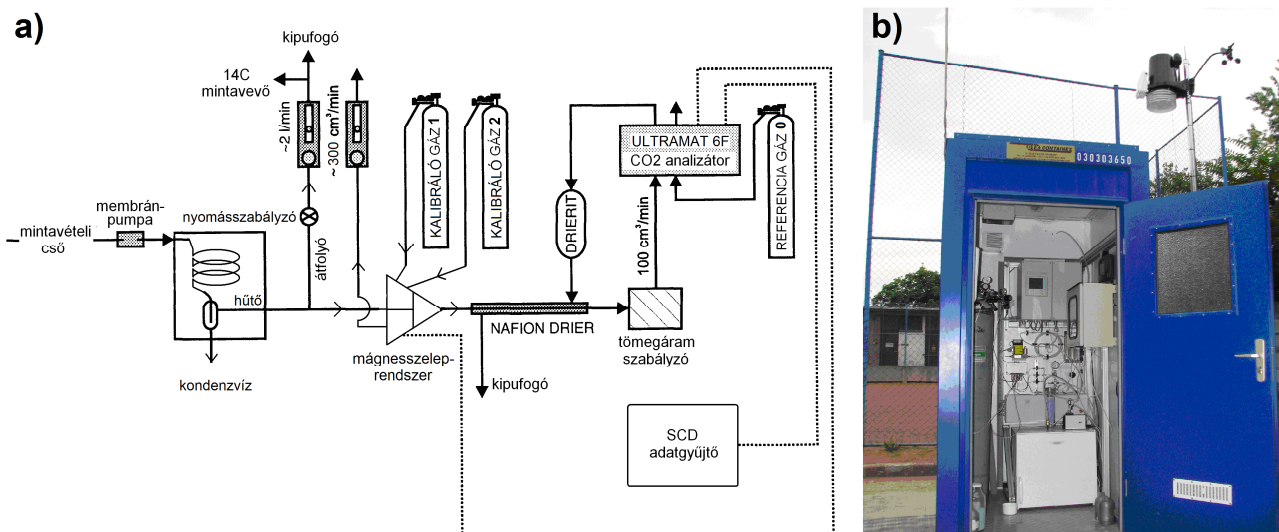 a)
kipufogó
14C
mintavevő
~2 l/min
~300 cm³/min
KALIBRÁLÓ GÁZ 1
KALIBRÁLÓ GÁZ 2
ULTRAMAT 6F
CO2 analizátor
REFERENCIA GÁZ 0
membrán-
pumpa
nyomásszabályzó
mintavételi
cső
átfolyó
DRIERIT
100 cm³/min
hűtő
NAFION DRIER
tömegáram
szabályzó
mágnesszelep-
rendszer
kondenzvíz
kipufogó
SCD
adatgyűjtő
b)
CONTAINEX
030303650